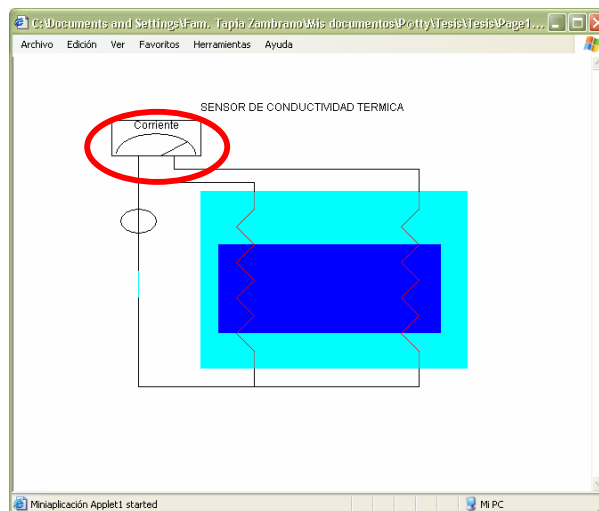 C:\Documents and Settings\Fam. Tapia Zambrano\Mis documentos\P@tty\Tesis\Tesis\Page1...
Archivo Edición Ver Favoritos Herramientas Ayuda
SENSOR DE CONDUCTIVIDAD TERMICA
Corriente
Miniaplicación Applet1 started
Mi PC